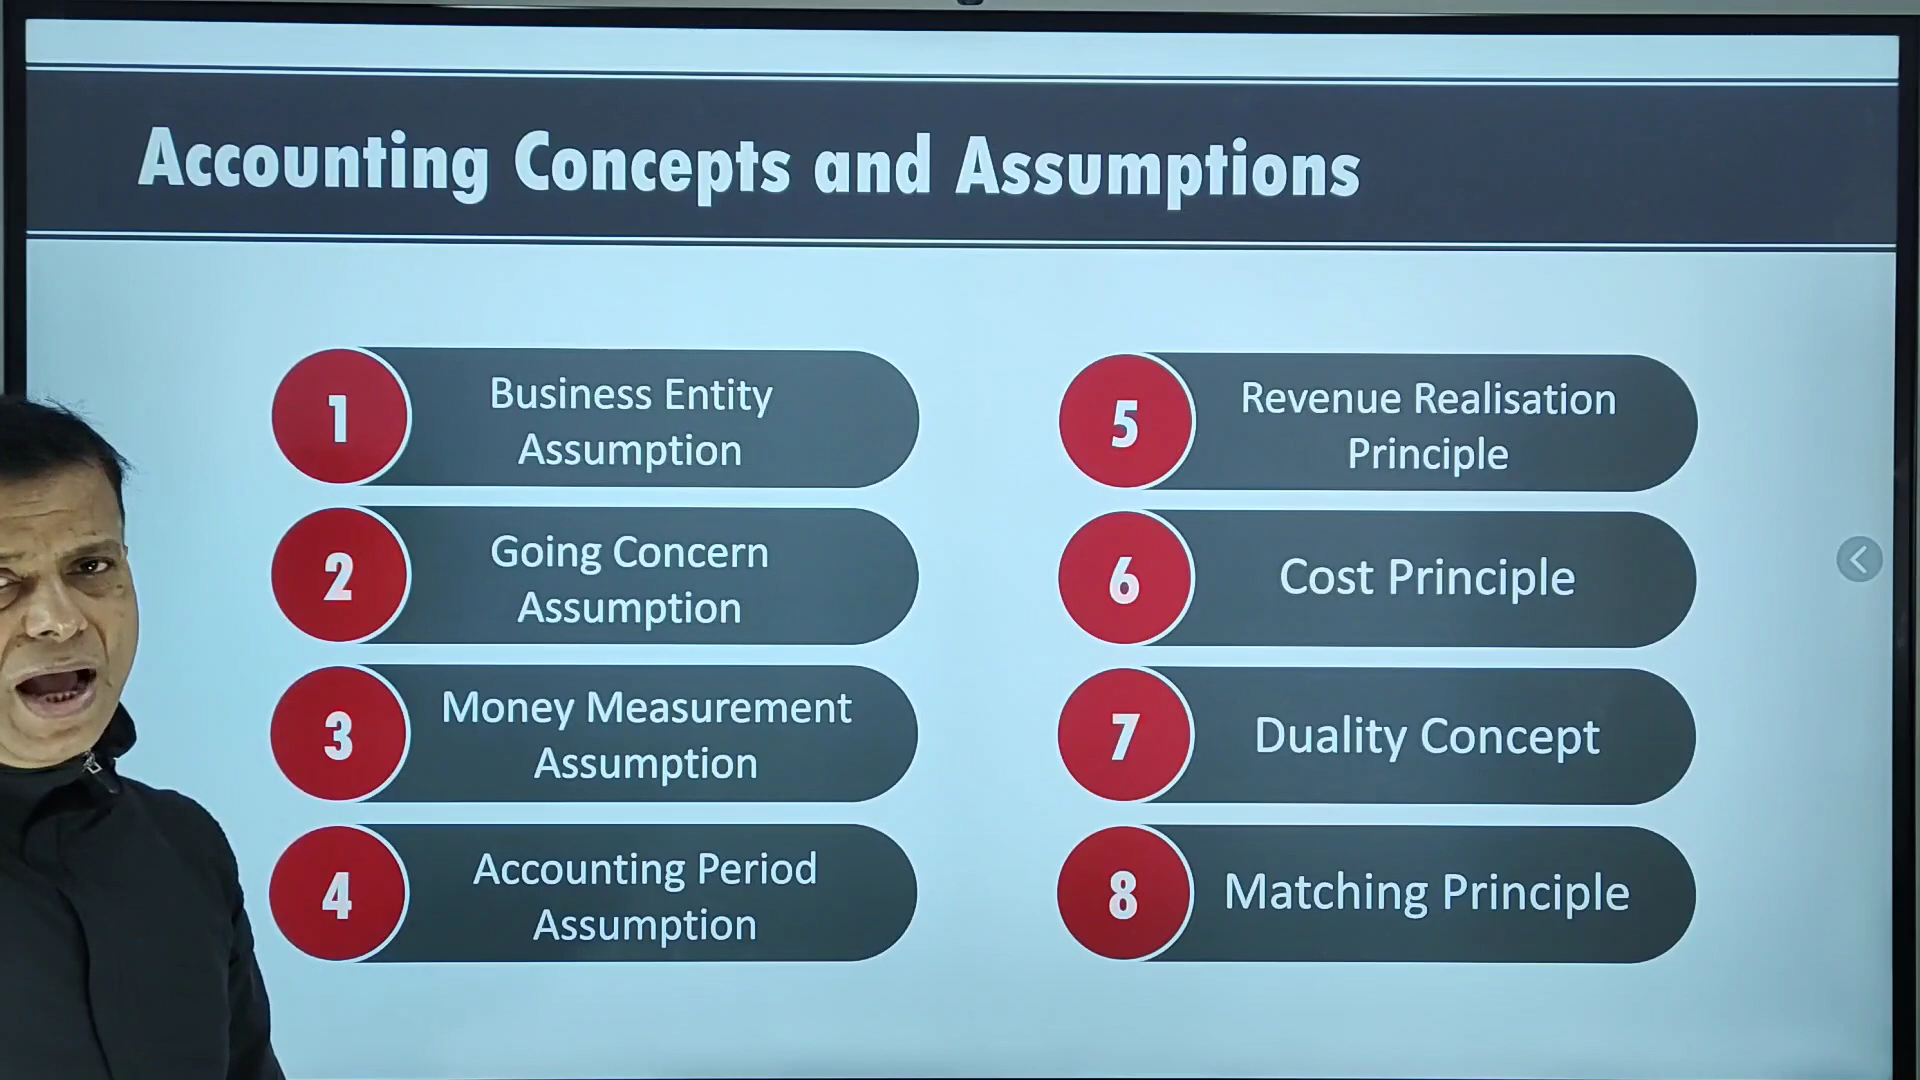 Accounting Concepts and Assumptions
1
Business Entity
Assumption
2
Going Concern
Assumption
3
Money Measurement
Assumption
4
Accounting Period
Assumption
5
Revenue Realisation
Principle
6
Cost Principle
7
Duality Concept
8
Matching Principle